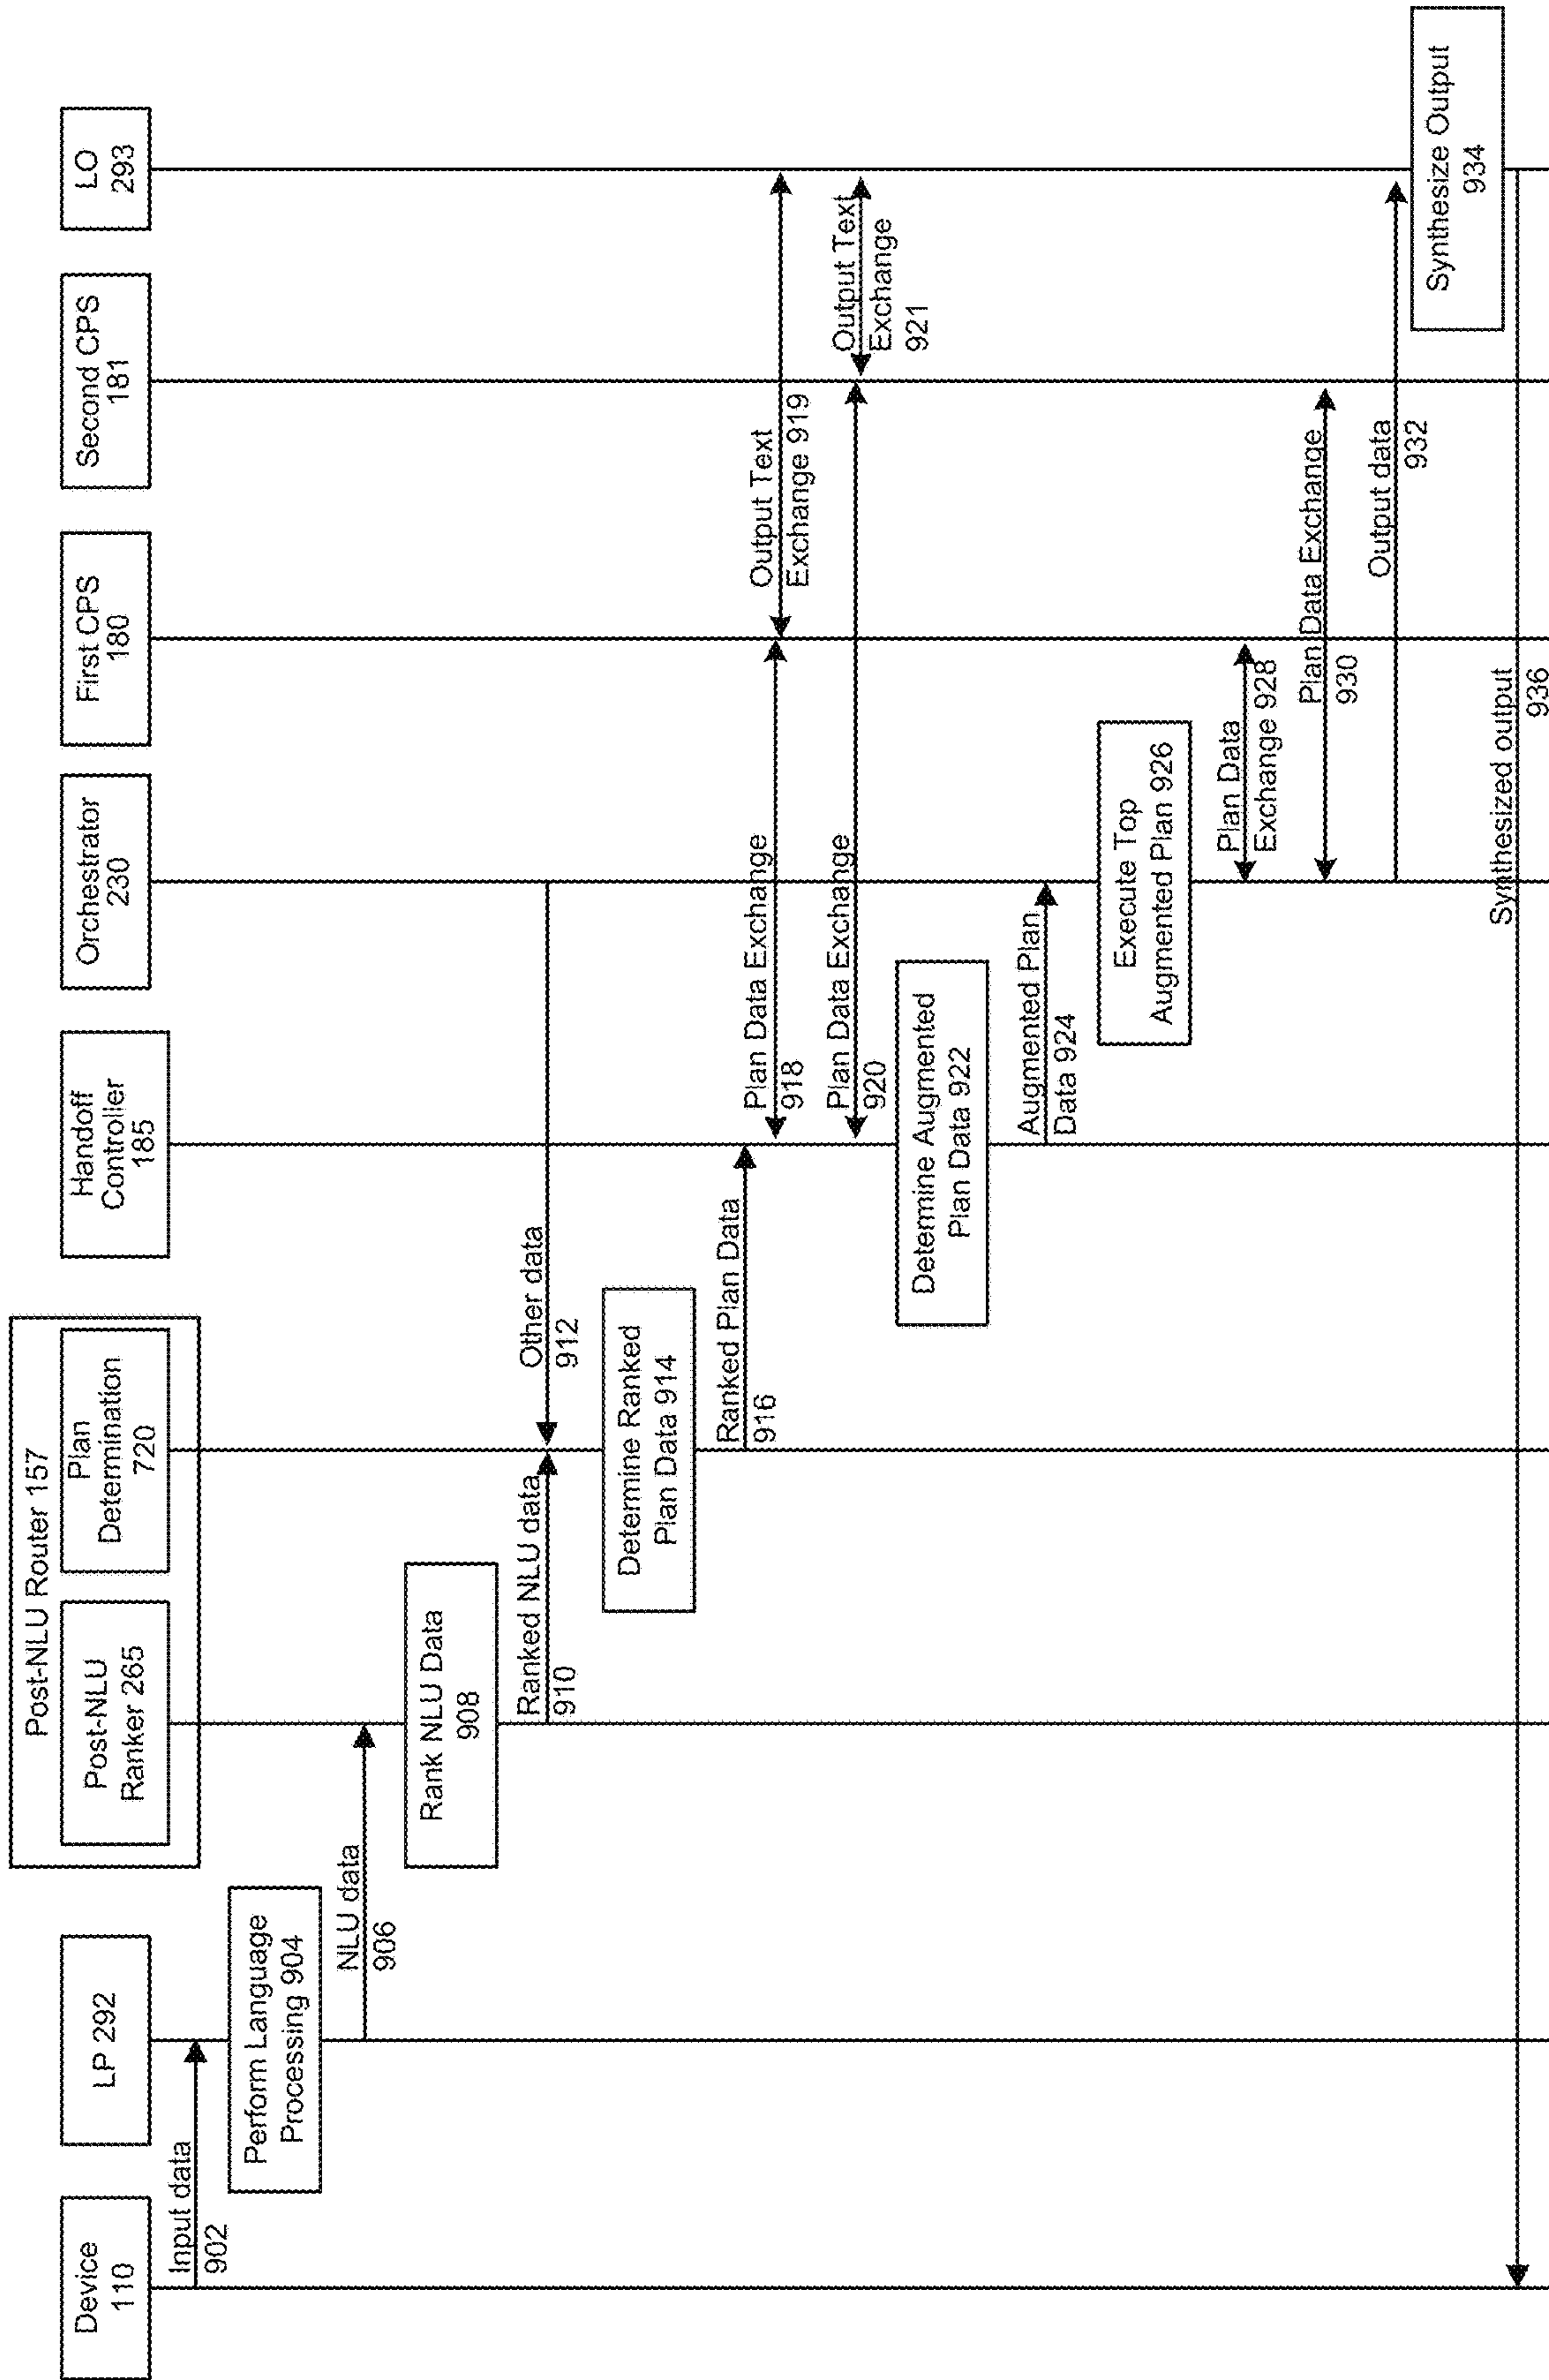 Post-NLU Router 157
Device
110
LP 292
Post-NLU
Ranker 265
Plan
Determination
720
Handoff
Controller
185
Orchestrator
230
First CPS
180
Second CPS
181
LO
293
Input data
902
Perform Language
Processing 904
NLU data
906
Rank NLU Data
908
Ranked NLU data
910
Other data
912
Determine Ranked
Plan Data 914
Ranked Plan Data
916
Plan Data Exchange
918
Output Text
Exchange 919
Plan Data Exchange
920
Output Text
Exchange
921
Determine Augmented
Plan Data 922
Augmented Plan
Data 924
Execute Top
Augmented Plan 926
Plan Data
Exchange 928
Plan Data Exchange
930
Output data
932
Synthesize Output
934
Synthesized output
936